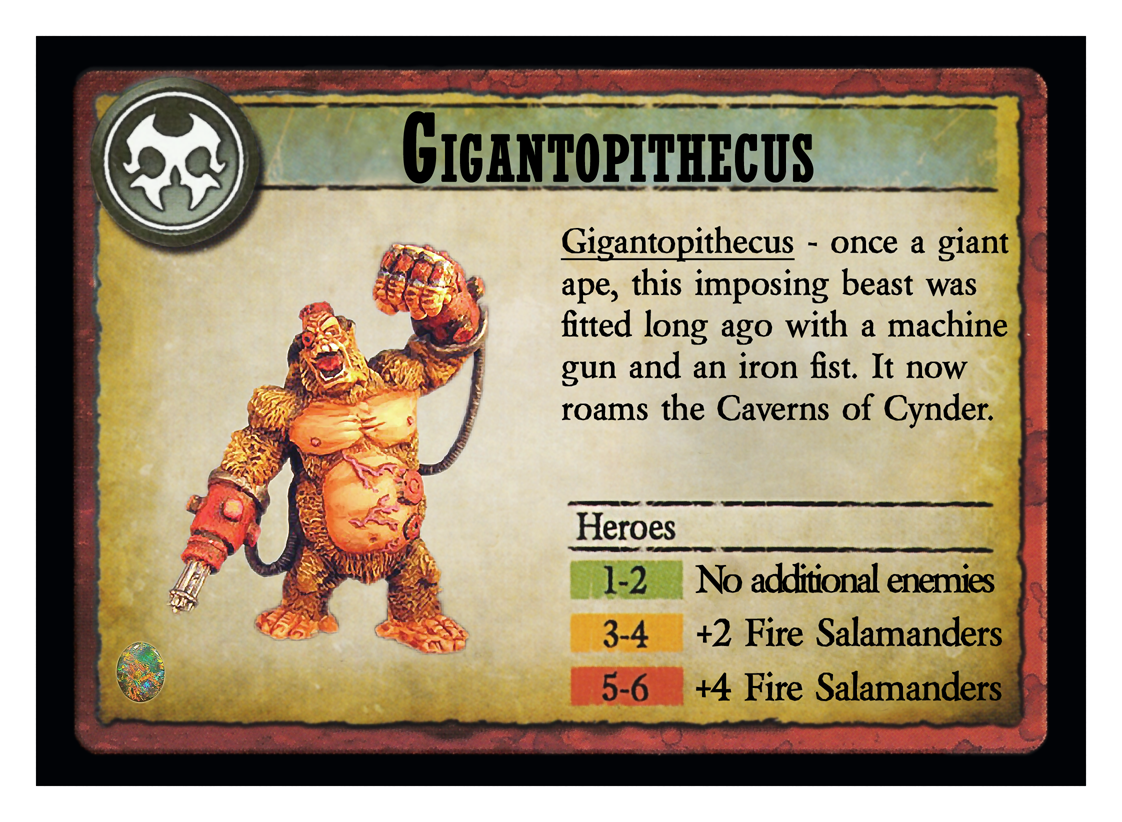 GIGANTOPITHECUS
Gigantopithecus - once a giant
ape, this imposing beast was
fitted long ago with a machine
gun and an iron fist. It now
roams the Caverns of Cynder.
Heroes
1-2 No additional enemies
3-4 +2 Fire Salamanders
5-6 +4 Fire Salamanders